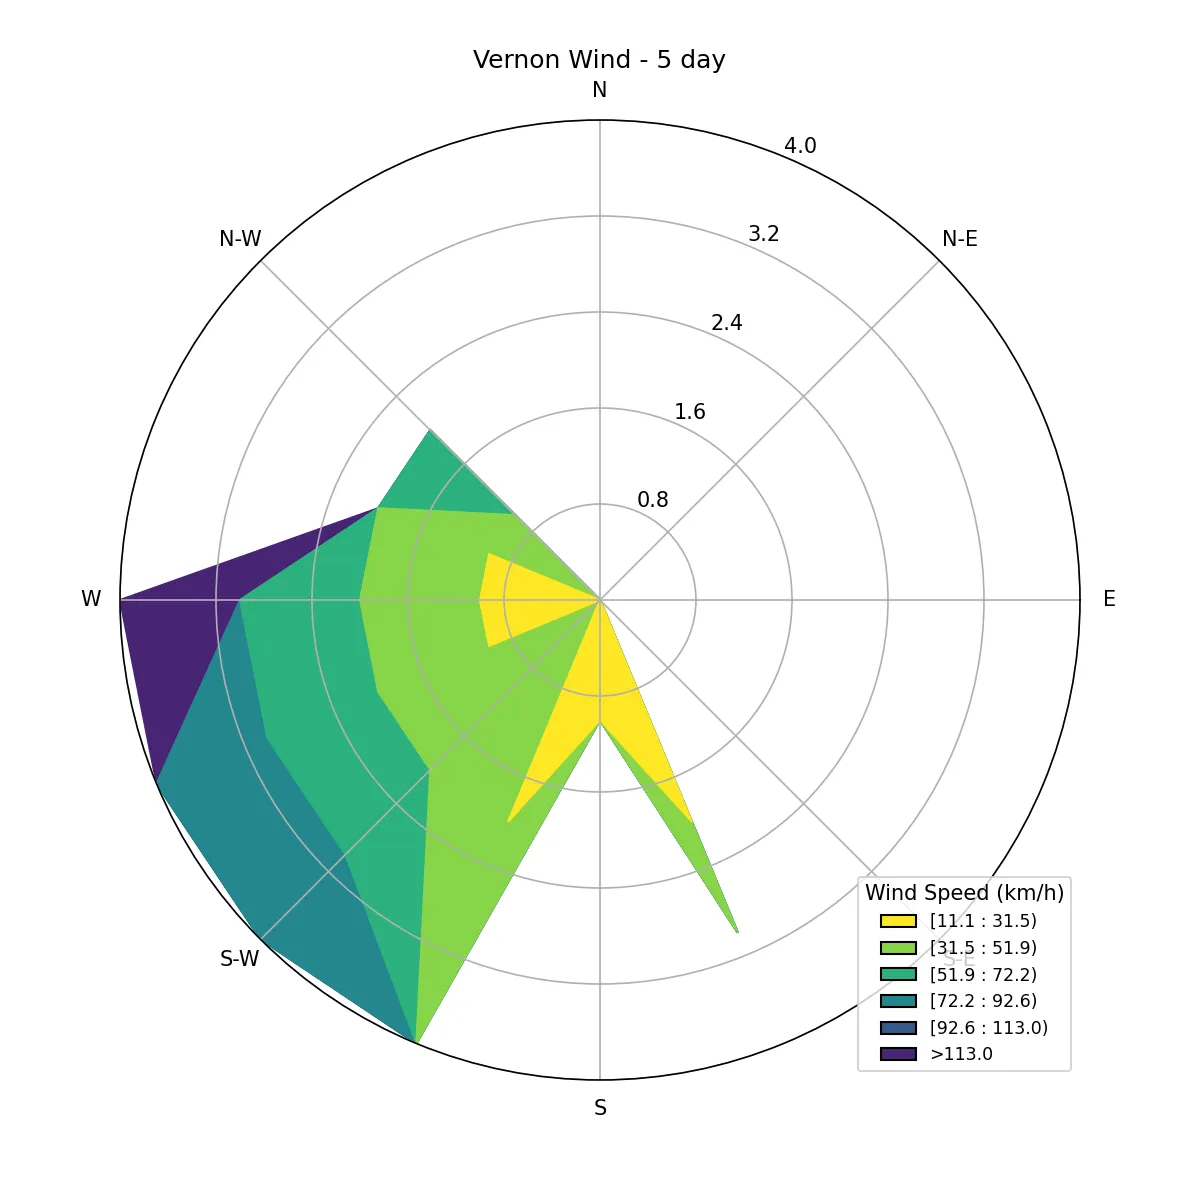 Vernon Wind - 5 day
N
4.0
N-W
3.2
N-E
2.4
1.6
0.8
W
E
Wind Speed (km/h)
[11.1 : 31.5)
[31.5 : 51.9)
S-W
S-E
[51.9 : 72.2)
[72.2 : 92.6)
[92.6 : 113.0)
>113.0
S